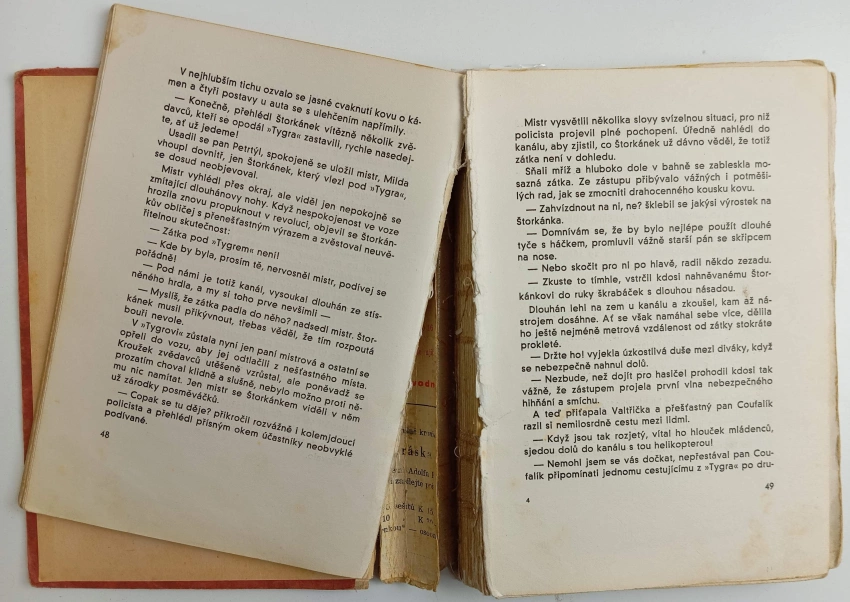 V nejhlubším tichu ozvalo se jasné cvaknutí kovu o ká-
men a čtyři postavy u auta se s ulehčením napřímily.
— Konečně, přehlédl Štorkánek vítězně několik zvě-
davců, kteří se opodál »Tygra« zastavili, rychle nasedej-
te, ať už jedeme!
Usadil se pan Petrtýl, spokojeně se uložil mistr, Milda
vhoupl dovnitř, jen Štorkánek, který vlezl pod »Tygra«,
se dosud neobjevoval.
Mistr vyhlédl přes okraj, ale viděl jen nepokojně se
zmítající dlouhánovy nohy. Když nespokojenost ve voze
hrozila znovu propuknout v revoluci, objevil se Štorkán-
kův obličej s přenešťastným výrazem a zvěstoval neuvě-
řitelnou skutečnost:
— Zátka pod »Tygrem« není!
— Kde by byla, prosím tě, nervosněl mistr, podívej se
pořádně!
— Pod námi je totiž kanál, vysoukal dlouhán ze stís-
něného hrdla, a my si toho prve nevšimli —
— Myslíš, že zátka padla do něho? nadsedl mistr. Štor-
kánek musil přikývnout, třebas věděl, že tím rozpoutá
bouři nevole.
V »Tygrovi« zůstala nyní jen paní mistrová a ostatní se
opřeli do vozu, aby jej odtlačili z nešťastného místa.
Kroužek zvědavců utěšeně vzrůstal, ale poněvadž se
prozatím choval klidně a slušně, nebylo možno proti ně-
mu nic namítat. Jen mistr se Štorkánkem viděli v něm
už zárodky posměváčků.
— Copak se tu děje? přikročil rozvážně i kolemjdoucí
policista a přehlédl přísným okem účastníky neobvyklé
podívané.
48
vodn
rásk
Adolfa
10 K
Mistr vysvětlil několika slovy svízelnou situaci, pro niž
policista projevil plné pochopení. Úředně nahlédl do
kanálu, aby zjistil, co Štorkánek už dávno věděl, že totiž
zátka není v dohledu.
Sňali mříž a hluboko dole v bahně se zableskla mo-
sazná zátka. Ze zástupu přibývalo vážných i potměši-
lých rad, jak se zmocniti drahocenného kousku kovu.
— Zahvízdnout na ni, ne? šklebil se jakýsi výrostek na
Štorkánka.
— Domnívám se, že by bylo nejlépe použít dlouhé
tyče s háčkem, promluvil vážně starší pán se skřipcem
na nose.
— Nebo skočit pro ni po hlavě, radil někdo zezadu.
— Zkuste to tímhle, vstrčil kdosi nahněvanému Štor-
kánkovi do ruky škrabáček s dlouhou násadou.
Dlouhán lehl na zem u kanálu a zkoušel, kam až ná-
strojem dosáhne. Ať se však namáhal sebe více, dělila
ho ještě nejméně metrová vzdálenost od zátky stokráte
prokleté.
— Držte ho! vyjekla úzkostlivá duše mezi diváky, když
se nebezpečně nahnul dolů.
— Nezbude, než dojít pro hasiče! prohodil kdosi tak
vážně, že zástupem projela první vlna nebezpečného
hihňání a smíchu.
A teď přiťapala Valtřička a přešťastný pan Coufalík
razil si nemilosrdně cestu mezi lidmi.
— Když jsou tak rozjetý, vítal ho hlouček mládenců,
sjedou dolů do kanálu s tou helikopterou!
— Nemohl jsem se vás dočkat, nepřestával pan Cou-
falík připomínati jednomu cestujícímu z »Tygra« po dru-
4
49